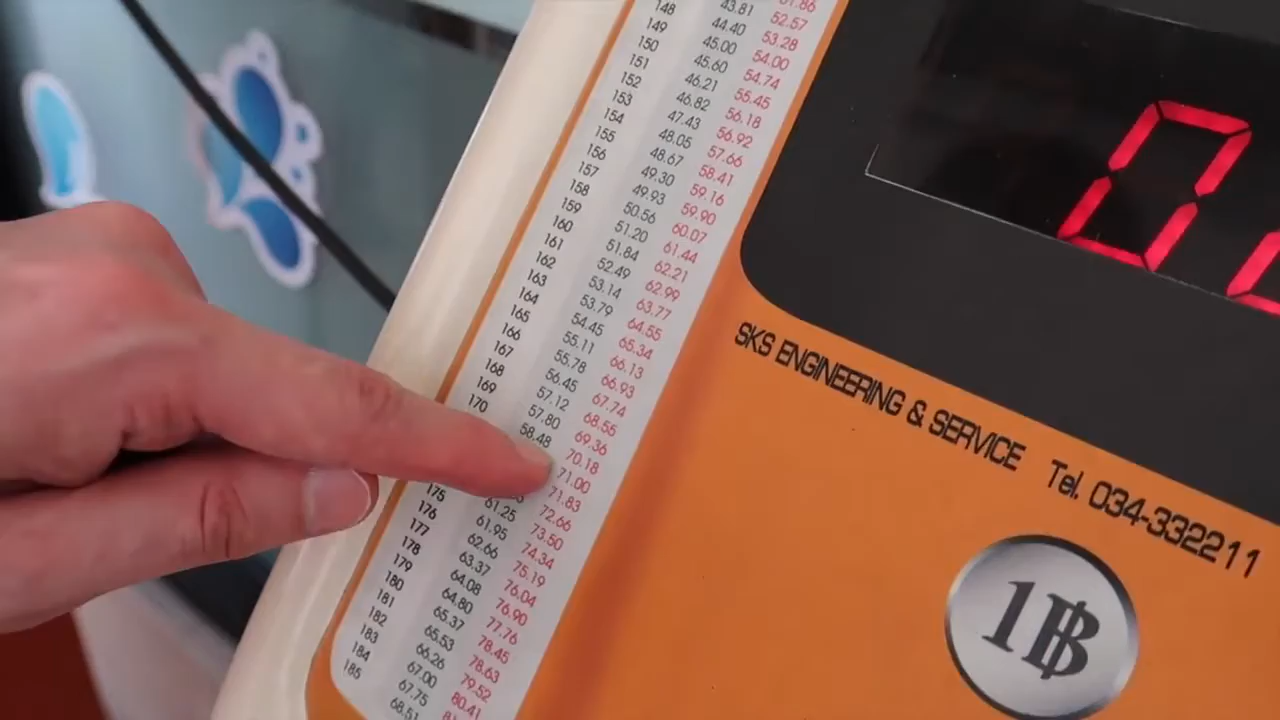 148 43.81 52.57
149 44.40 53.28
150 45.00 54.00
151 45.60 54.74
152 46.21 55.45
153 46.82 56.18
154 47.43 56.92
155 48.05 57.66
156 48.67 58.41
157 49.30 59.16
158 49.93 59.90
159 50.56 60.07
160 51.20 61.44
161 51.84 62.21
162 52.49 62.99
163 53.14 63.77
164 53.79 64.55
165 54.45 65.34
166 55.11 66.13
167 55.78 66.93
168 56.45 67.74
169 57.12 68.55
170 57.80 69.36
58.48 70.18
71.00
71.83
72.66
175 61.25 73.50
176 61.95 74.34
177 62.66 75.19
178 63.37 76.04
179 64.08 76.90
180 64.80 77.76
181 65.37 78.45
182 65.53 78.63
183 66.26 79.52
184 67.00 80.41
185 67.75
68.51
0
SKS ENGINEERING & SERVICE Tel. 034-332211
1฿